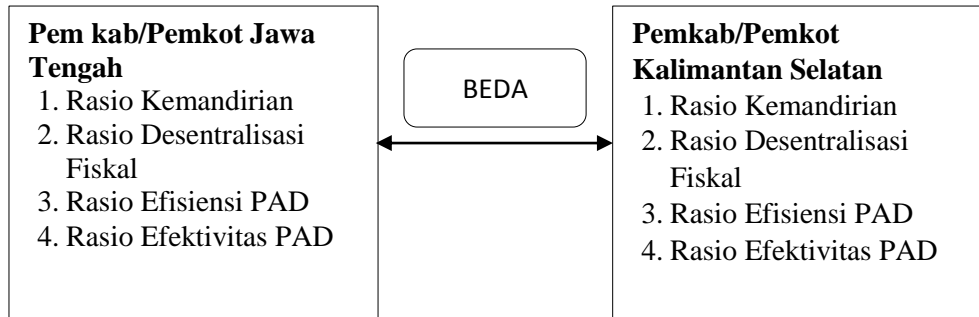 Pem kab/Pemkot Jawa
Tengah
1. Rasio Kemandirian
2. Rasio Desentralisasi
Fiskal
3. Rasio Efisiensi PAD
4. Rasio Efektivitas PAD
BEDA
Pemkab/Pemkot
Kalimantan Selatan
1. Rasio Kemandirian
2. Rasio Desentralisasi
Fiskal
3. Rasio Efisiensi PAD
4. Rasio Efektivitas PAD